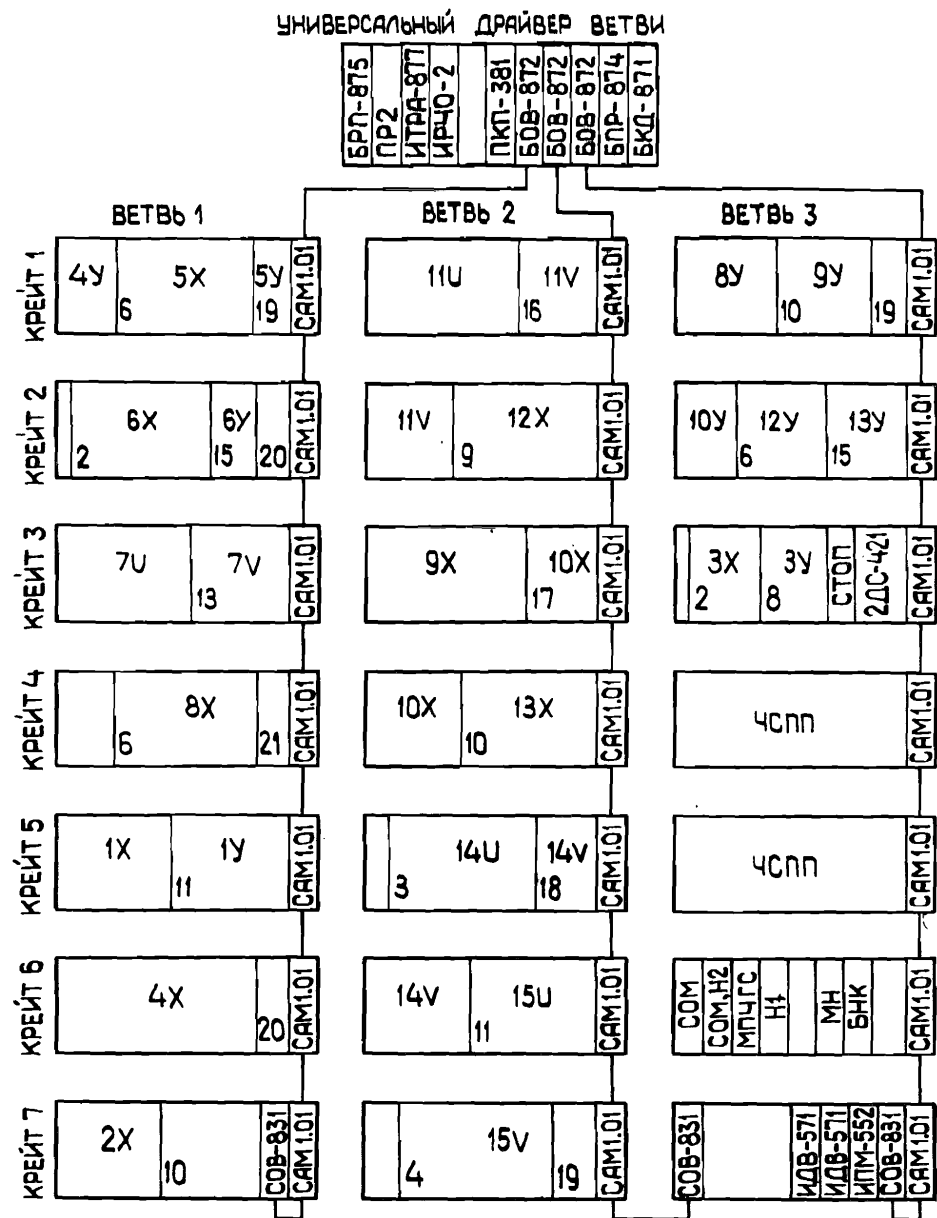 УНИВЕРСАЛЬНЫЙ ДРАЙВЕР ВЕТВИ
БРП-875
ПР2
ИТРА-877
ИРЧО-2
ПКП-381
БОВ-872
БОВ-872
БОВ-872
БПР-874
БКД-871
ВЕТВЬ 1
ВЕТВЬ 2
ВЕТВЬ 3
КРЕЙТ 1
4У
5Х
5У
6
19
САМ1.01
11U
11V
16
САМ1.01
8У
9У
10
19
САМ1.01
КРЕЙТ 2
6Х
6У
2
15
20
САМ1.01
11V
12Х
9
САМ1.01
10У
12У
13У
6
15
САМ1.01
КРЕЙТ 3
7U
7V
13
САМ1.01
9Х
10Х
17
САМ1.01
3Х
3У
2
8
СТОП
2ДС-421
САМ1.01
КРЕЙТ 4
8Х
6
21
САМ1.01
10Х
13Х
10
САМ1.01
ЧСПП
САМ1.01
КРЕЙТ 5
1Х
1У
11
САМ1.01
14U
14V
3
18
САМ1.01
ЧСПП
САМ1.01
КРЕЙТ 6
4Х
20
САМ1.01
14V
15U
11
САМ1.01
СОМ
СОМ,Н2
МПЧГС
Н1
МН
БНК
САМ1.01
КРЕЙТ 7
2Х
10
СОВ-831
САМ1.01
15V
4
19
САМ1.01
СОВ-831
ИДВ-571
ИДВ-571
ИПМ-552
СОВ-831
САМ1.01